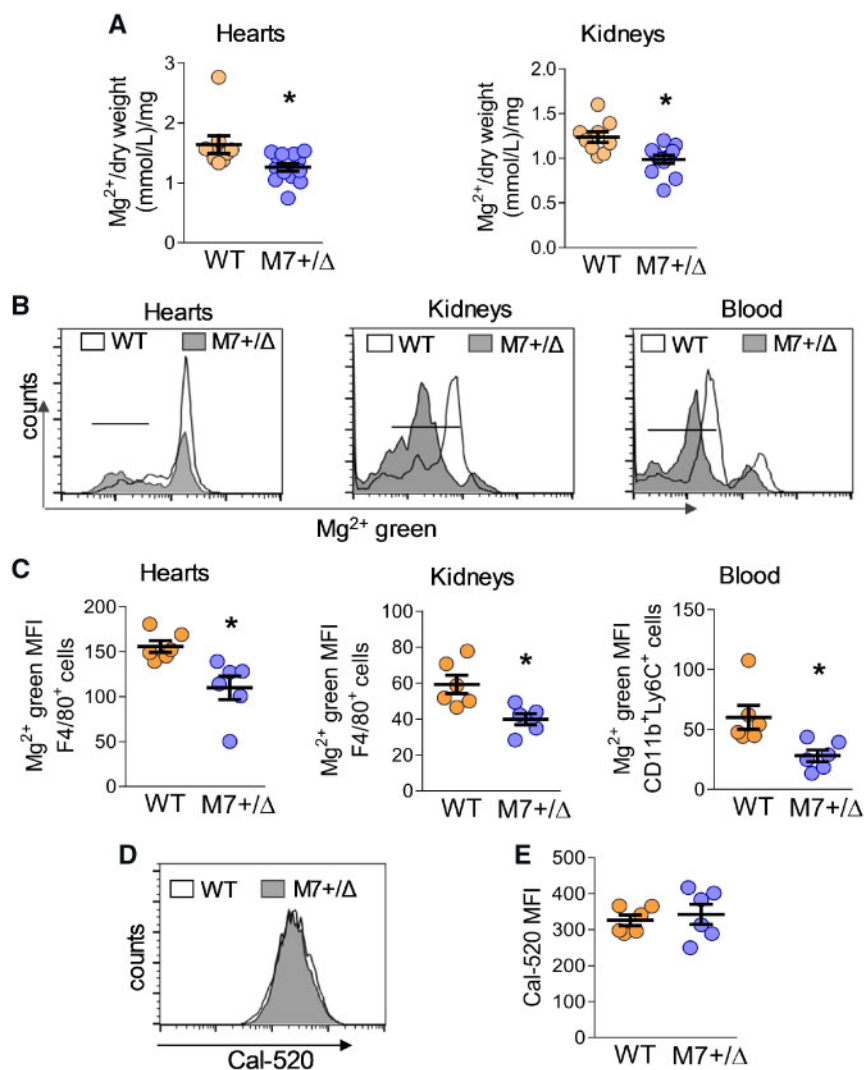 A
Hearts
Kidneys
Mg²⁺/dry weight
(mmol/L)/mg
3
2
1
0
WT M7+/Δ
*
Mg²⁺/dry weight
(mmol/L)/mg
2.0
1.5
1.0
0.5
0.0
WT M7+/Δ
*
B
Hearts
Kidneys
Blood
WT M7+/Δ
WT M7+/Δ
WT M7+/Δ
counts
Mg²⁺ green
C
Hearts
Kidneys
Blood
Mg²⁺ green MFI
F4/80⁺ cells
200
150
100
50
0
WT M7+/Δ
*
Mg²⁺ green MFI
F4/80⁺ cells
100
80
60
40
20
0
WT M7+/Δ
*
Mg²⁺ green MFI
CD11b⁺Ly6C⁺ cells
150
100
50
0
WT M7+/Δ
*
D
WT M7+/Δ
counts
Cal-520
E
Cal-520 MFI
500
400
300
200
100
0
WT M7+/Δ